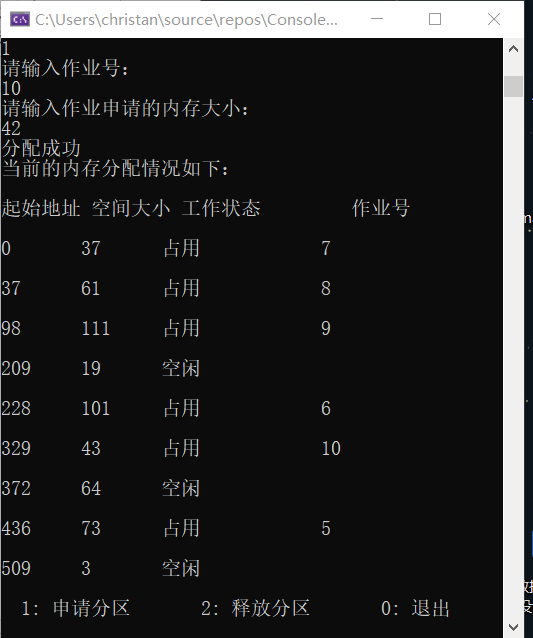 C:\Users\christan\source\repos\Console...
1
请输入作业号：
10
请输入作业申请的内存大小：
42
分配成功
当前的内存分配情况如下：
起始地址 空间大小 工作状态 作业号
0 37 占用 7
37 61 占用 8
98 111 占用 9
209 19 空闲
228 101 占用 6
329 43 占用 10
372 64 空闲
436 73 占用 5
509 3 空闲
1: 申请分区 2: 释放分区 0: 退出